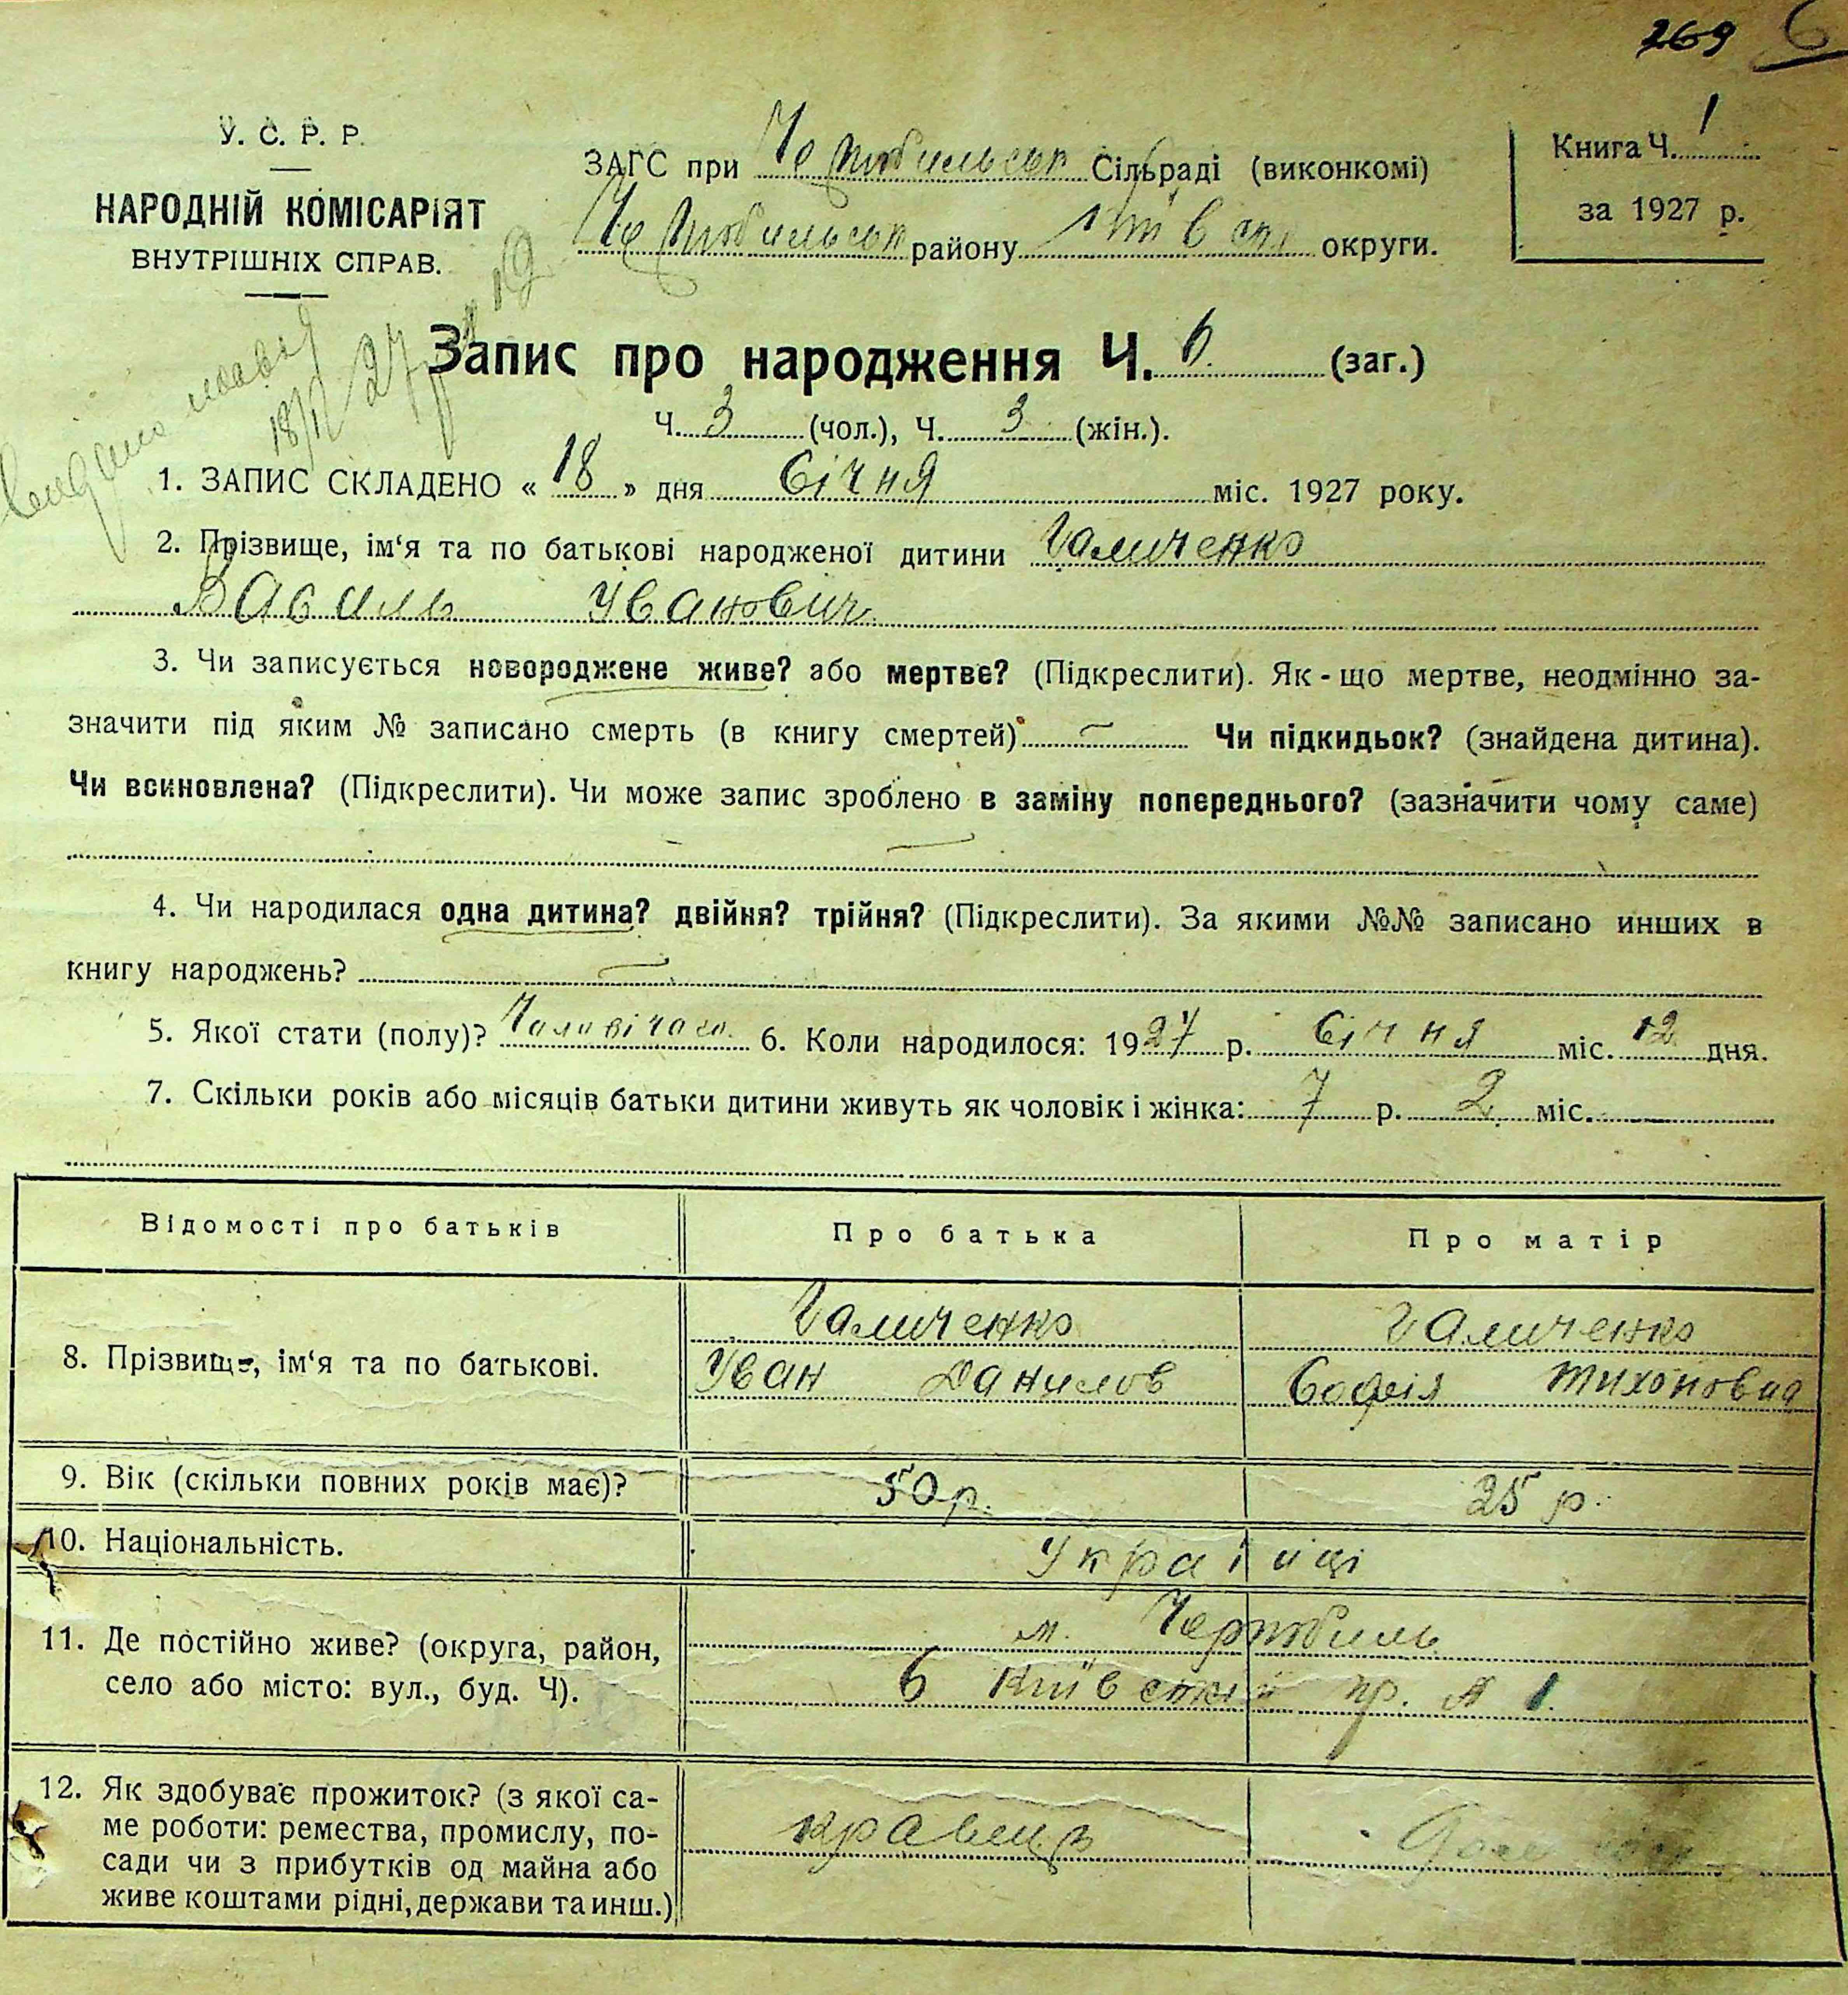 269 6
У. С. Р. Р.
НАРОДНІЙ КОМІСАРІЯТ
ВНУТРІШНІХ СПРАВ.
ЗАГС при Чорнобильськ Сільраді (виконкомі)
Чорнобильськ району Київськ округи.
Книга Ч. 1
за 1927 р.
18/I 27
Запис про народження Ч. 6 (заг.)
Ч. 3 (чол.), Ч. 3 (жін.).
1. ЗАПИС СКЛАДЕНО « 18 » дня Січня міс. 1927 року.
2. Прізвище, ім‘я та по батькові народженої дитини Галиченко
Василь Иванович
3. Чи записується новороджене живе? або мертве? (Підкреслити). Як-що мертве, неодмінно за-
значити під яким № записано смерть (в книгу смертей) — Чи підкидьок? (знайдена дитина).
Чи всиновлена? (Підкреслити). Чи може запис зроблено в заміну попереднього? (зазначити чому саме)
4. Чи народилася одна дитина? двійня? трійня? (Підкреслити). За якими №№ записано инших в
книгу народжень? —
5. Якої стати (полу)? Чоловічого 6. Коли народилося: 1927 р. Січня міс. 12 дня.
7. Скільки років або місяців батьки дитини живуть як чоловік і жінка: 7 р. 2 міс.
Відомості про батьків Про батька Про матір
Галиченко Галиченко
8. Прізвище, ім‘я та по батькові. Иван Данилов Софія Тихоновна
9. Вік (скільки повних років має)? 50 р. 25 р.
10. Національність. Українці
11. Де постійно живе? (округа, район, м. Чорнобиль
село або місто: вул., буд. Ч). 6 Київський пр. № 1.
12. Як здобуває прожиток? (з якої са-
ме роботи: ремества, промислу, по- кравець
сади чи з прибутків од майна або
живе коштами рідні, держави та инш.)